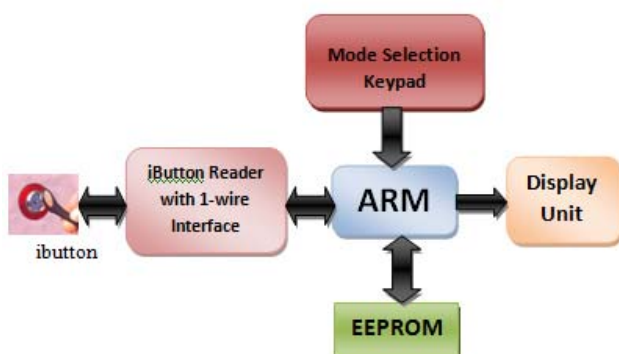 Mode Selection
Keypad
iButton Reader
with 1-wire
Interface
ARM
Display
Unit
ibutton
EEPROM